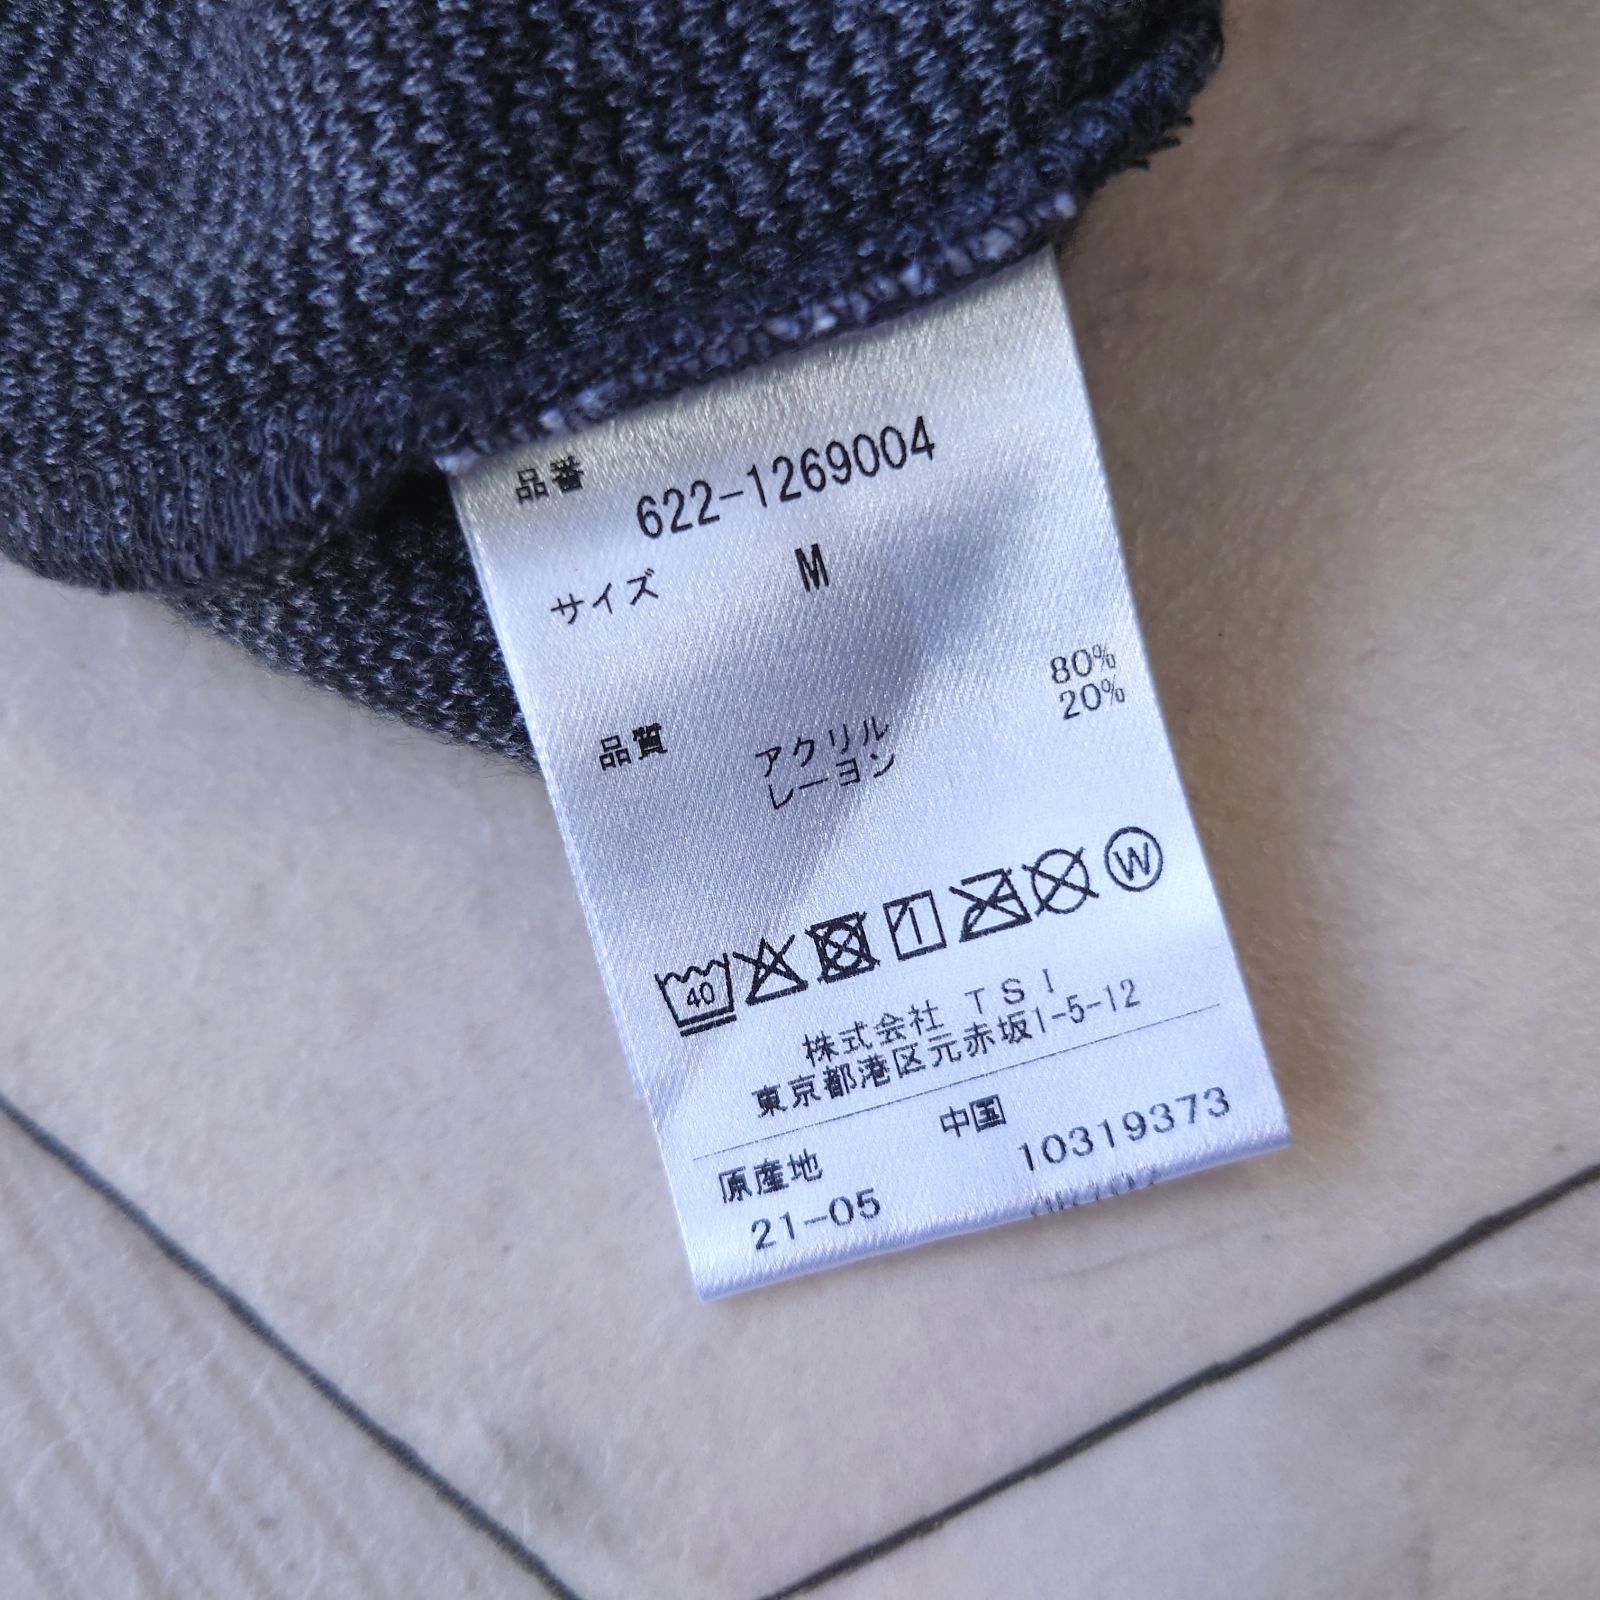 品番 622-1269004
サイズ M
80%
20%
品質 アクリル
レーヨン
40 W
株式会社 TSI
東京都港区元赤坂1-5-12
原産地 中国
21-05 10319373